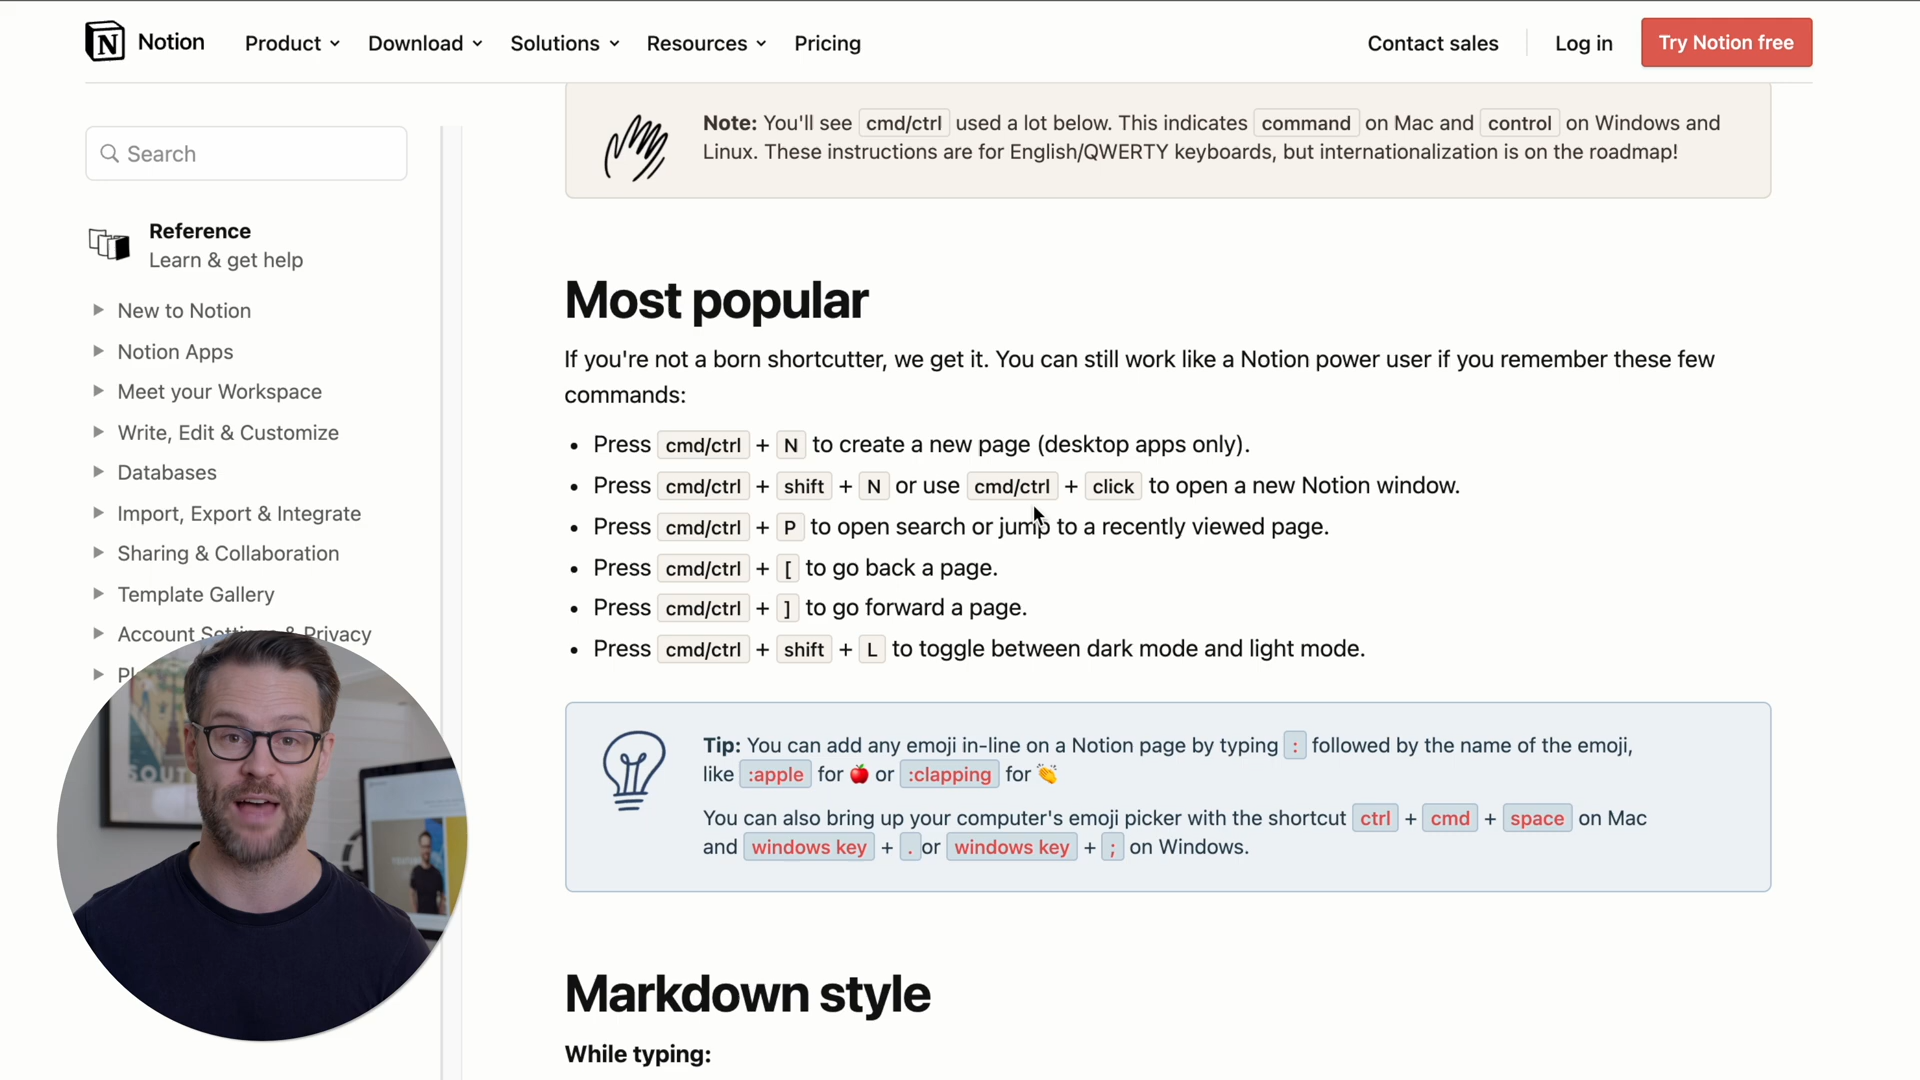 Notion
Product
Download
Solutions
Resources
Pricing
Contact sales
Log in
Try Notion free
Search
Reference
Learn & get help
New to Notion
Notion Apps
Meet your Workspace
Write, Edit & Customize
Databases
Import, Export & Integrate
Sharing & Collaboration
Template Gallery
Account Settings & Privacy
Note: You'll see cmd/ctrl used a lot below. This indicates command on Mac and control on Windows and
Linux. These instructions are for English/QWERTY keyboards, but internationalization is on the roadmap!
Most popular
If you're not a born shortcutter, we get it. You can still work like a Notion power user if you remember these few
commands:
• Press cmd/ctrl + N to create a new page (desktop apps only).
• Press cmd/ctrl + shift + N or use cmd/ctrl + click to open a new Notion window.
• Press cmd/ctrl + P to open search or jump to a recently viewed page.
• Press cmd/ctrl + [ to go back a page.
• Press cmd/ctrl + ] to go forward a page.
• Press cmd/ctrl + shift + L to toggle between dark mode and light mode.
Tip: You can add any emoji in-line on a Notion page by typing : followed by the name of the emoji,
like :apple for 🍎 or :clapping for 👏
You can also bring up your computer's emoji picker with the shortcut ctrl + cmd + space on Mac
and windows key + . or windows key + ; on Windows.
Markdown style
While typing: